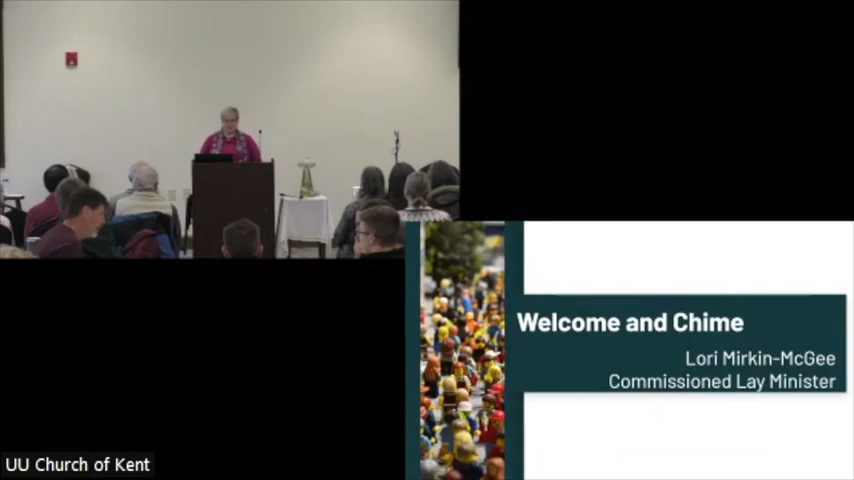 Welcome and Chime
Lori Mirkin-McGee
Commissioned Lay Minister
UU Church of Kent